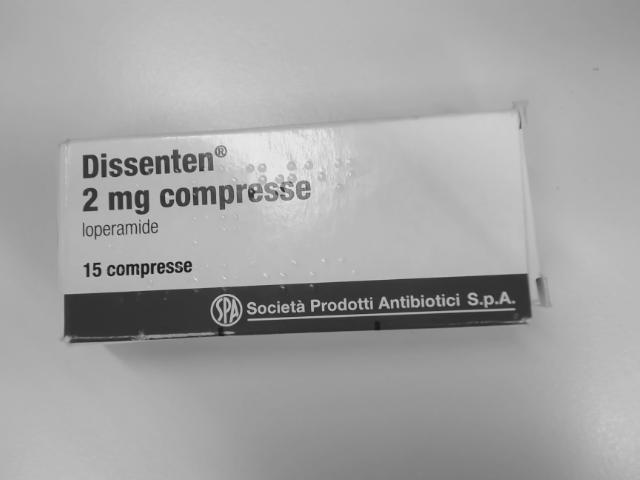 Dissenten®
2 mg compresse
loperamide
15 compresse
SPA Società Prodotti Antibiotici S.p.A.